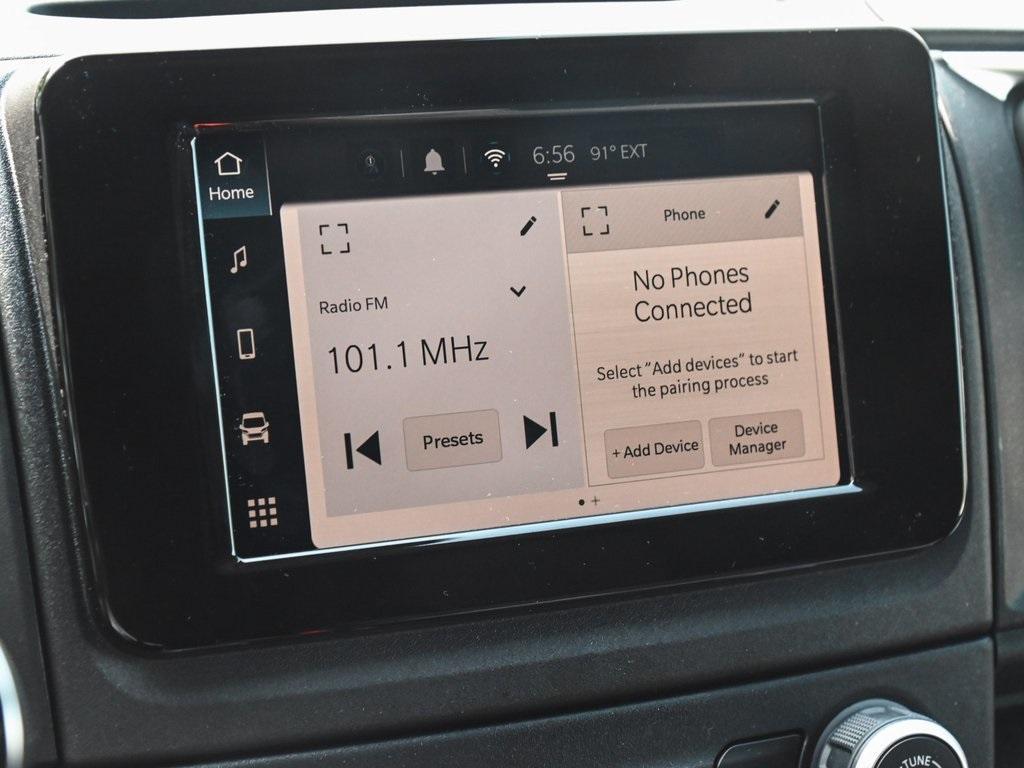 6:56 91° EXT
Home
Phone
Radio FM
101.1 MHz
Presets
No Phones
Connected
Select "Add devices" to start
the pairing process
+ Add Device
Device
Manager
TUNE